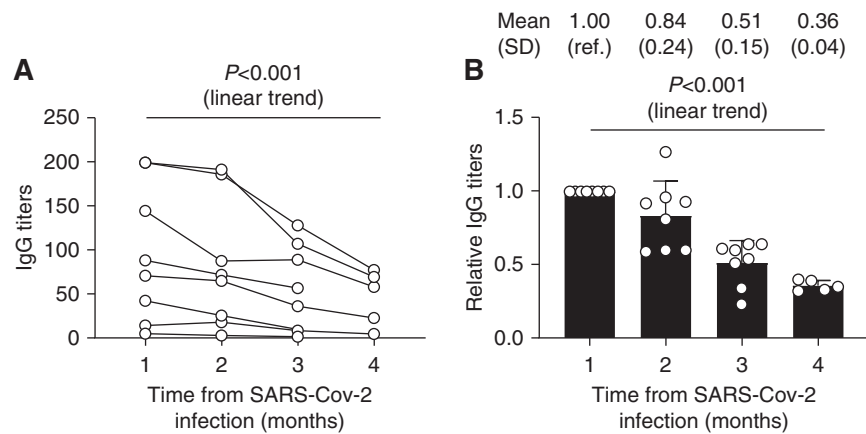 A
P<0.001
(linear trend)
IgG titers
250
200
150
100
50
0
1 2 3 4
Time from SARS-Cov-2
infection (months)
Mean 1.00 0.84 0.51 0.36
(SD) (ref.) (0.24) (0.15) (0.04)
B
P<0.001
(linear trend)
Relative IgG titers
1.5
1.0
0.5
0.0
1 2 3 4
Time from SARS-Cov-2
infection (months)